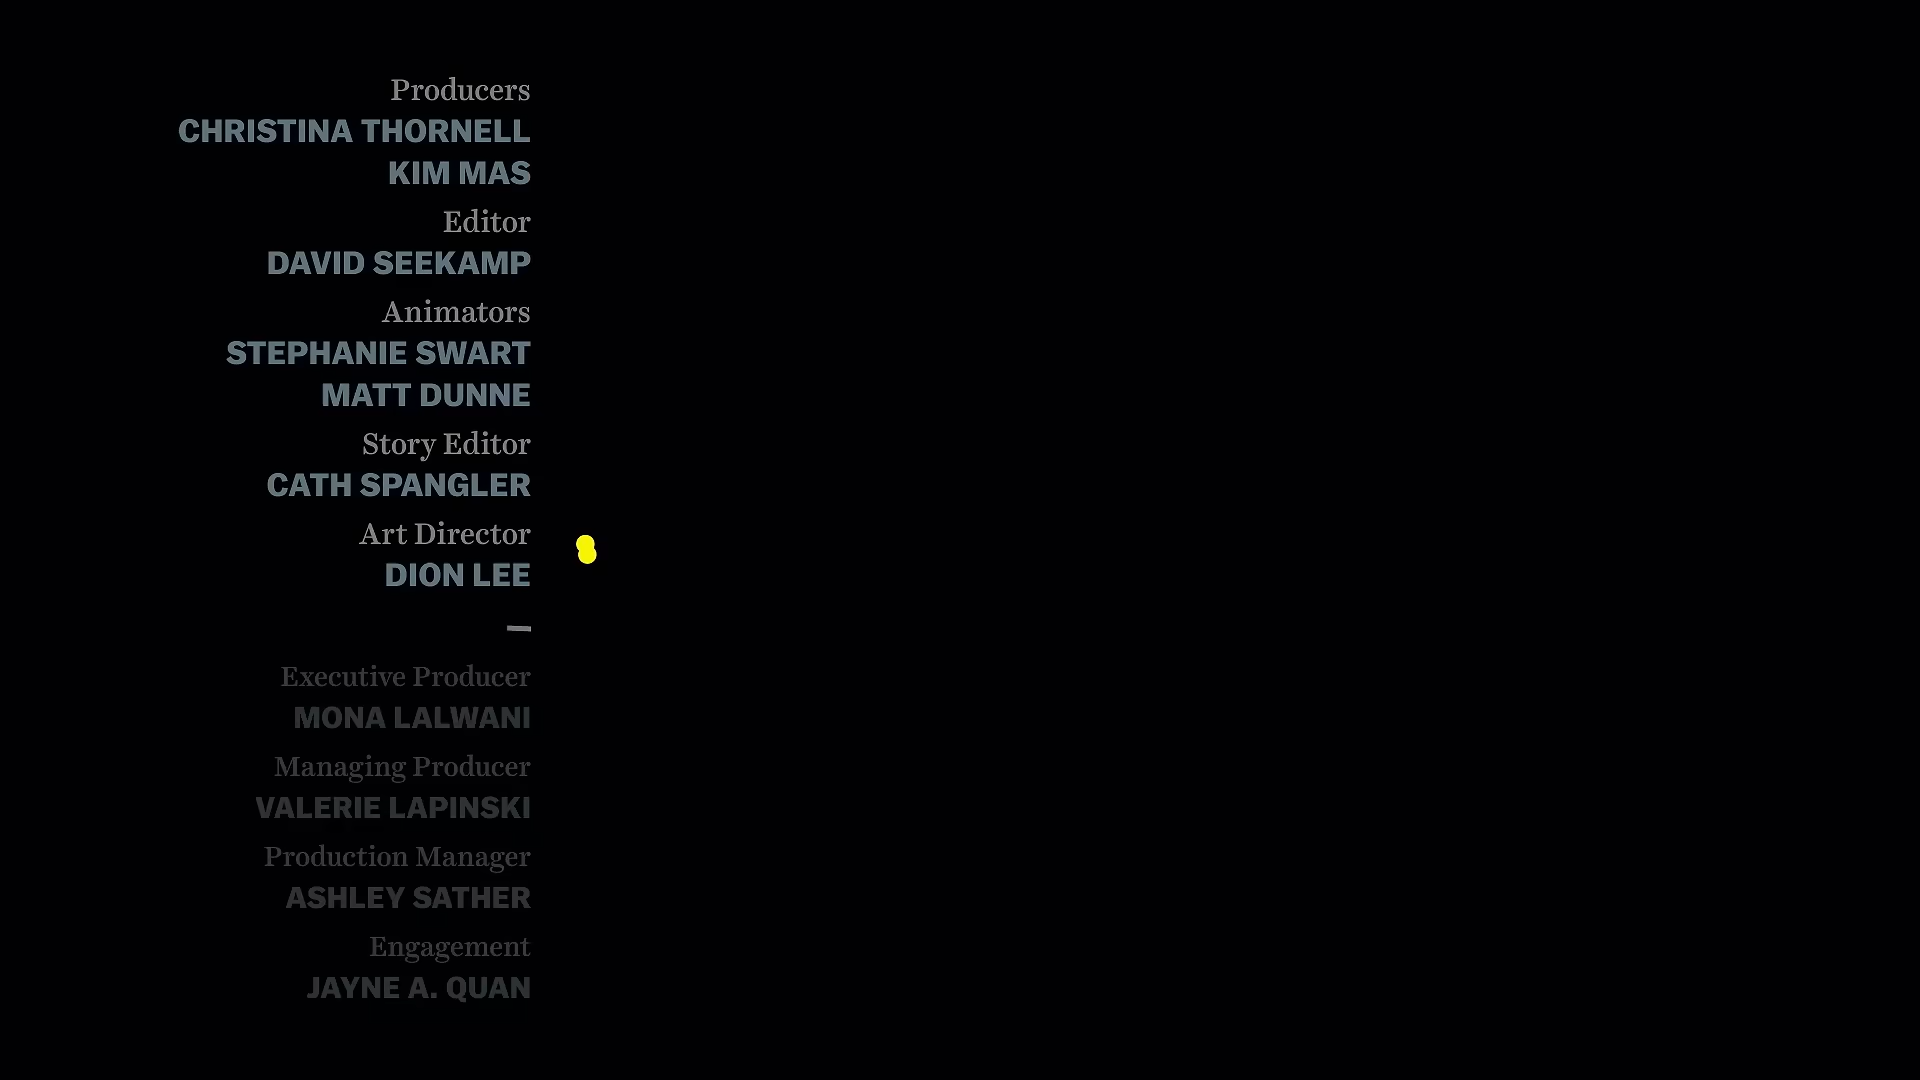 Producers
CHRISTINA THORNELL
KIM MAS
Editor
DAVID SEEKAMP
Animators
STEPHANIE SWART
MATT DUNNE
Story Editor
CATH SPANGLER
Art Director
DION LEE
—
Executive Producer
MONA LALWANI
Managing Producer
VALERIE LAPINSKI
Production Manager
ASHLEY SATHER
Engagement
JAYNE A. QUAN